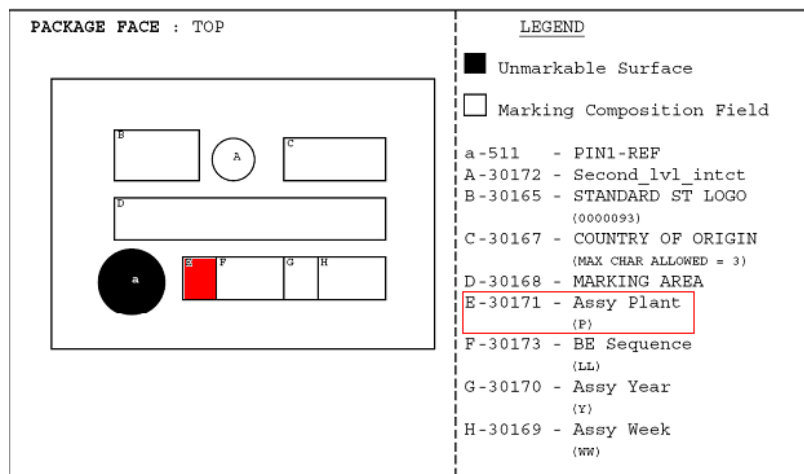 PACKAGE FACE : TOP
B
A
C
D
a
E
F
G
H
LEGEND
Unmarkable Surface
Marking Composition Field
a-511 - PIN1-REF
A-30172 - Second_lvl_intct
B-30165 - STANDARD ST LOGO
(0000093)
C-30167 - COUNTRY OF ORIGIN
(MAX CHAR ALLOWED = 3)
D-30168 - MARKING AREA
E-30171 - Assy Plant
(P)
F-30173 - BE Sequence
(LL)
G-30170 - Assy Year
(Y)
H-30169 - Assy Week
(WW)